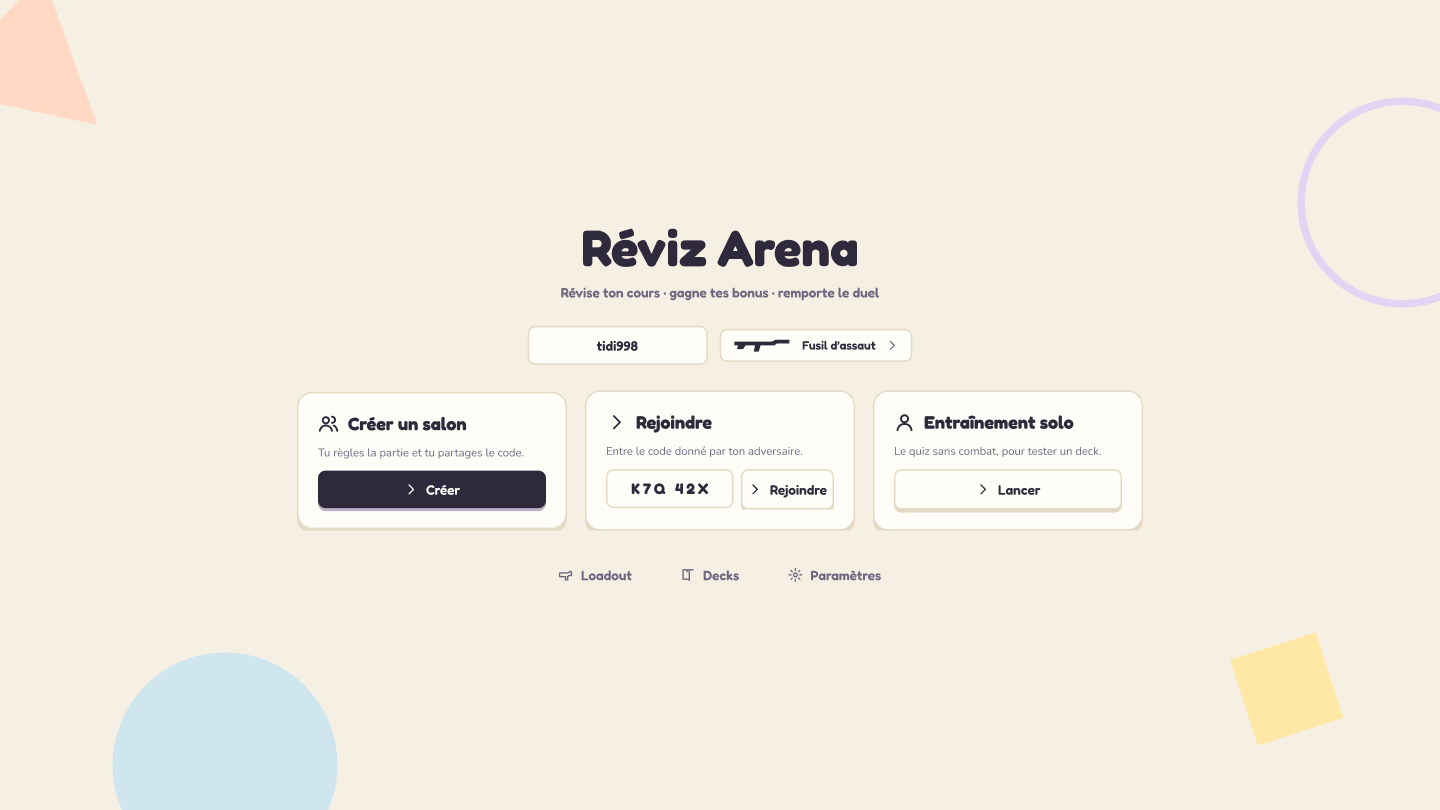 Réviz Arena
Révise ton cours · gagne tes bonus · remporte le duel
tidi998
Fusil d'assaut
Créer un salon
Tu règles la partie et tu partages le code.
Créer
Rejoindre
Entre le code donné par ton adversaire.
K7Q 42X
Rejoindre
Entraînement solo
Le quiz sans combat, pour tester un deck.
Lancer
Loadout
Decks
Paramètres